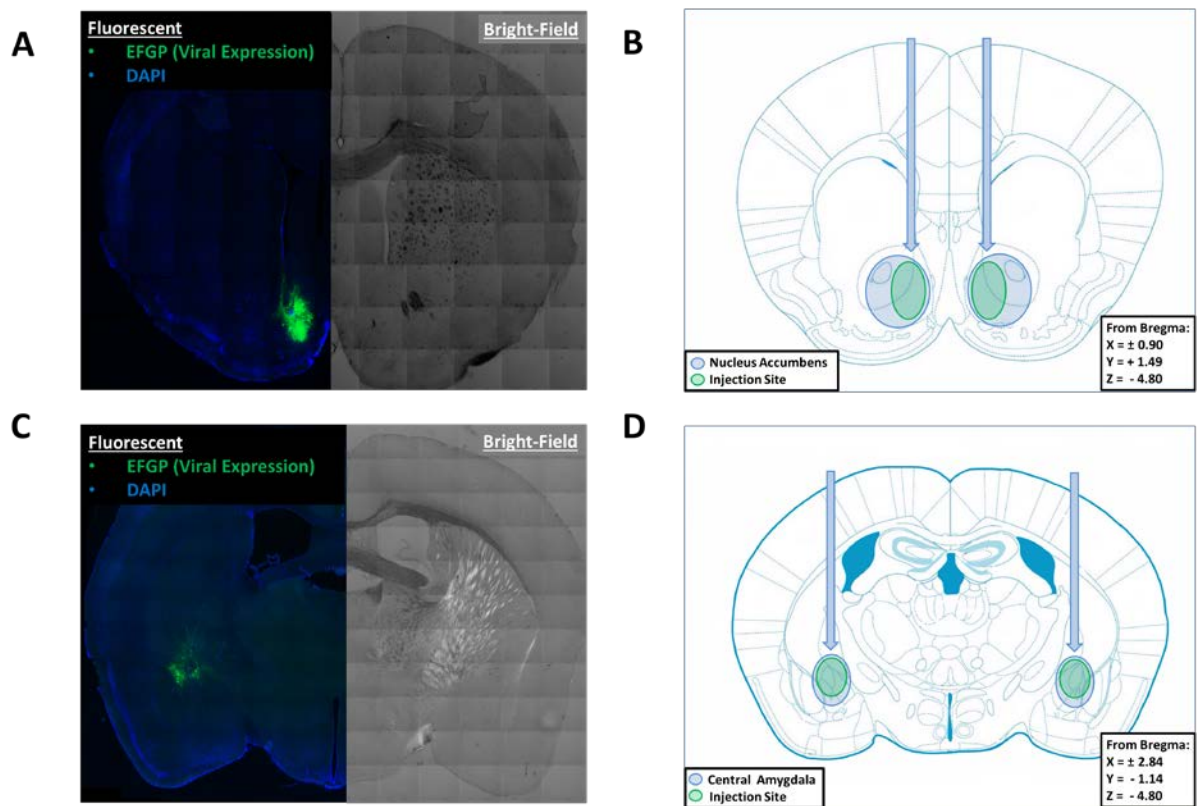 A
Fluorescent
• EFGP (Viral Expression)
• DAPI
Bright-Field
B
Nucleus Accumbens
Injection Site
From Bregma:
X = ± 0.90
Y = + 1.49
Z = - 4.80
C
Fluorescent
• EFGP (Viral Expression)
• DAPI
Bright-Field
D
Central Amygdala
Injection Site
From Bregma:
X = ± 2.84
Y = - 1.14
Z = - 4.80